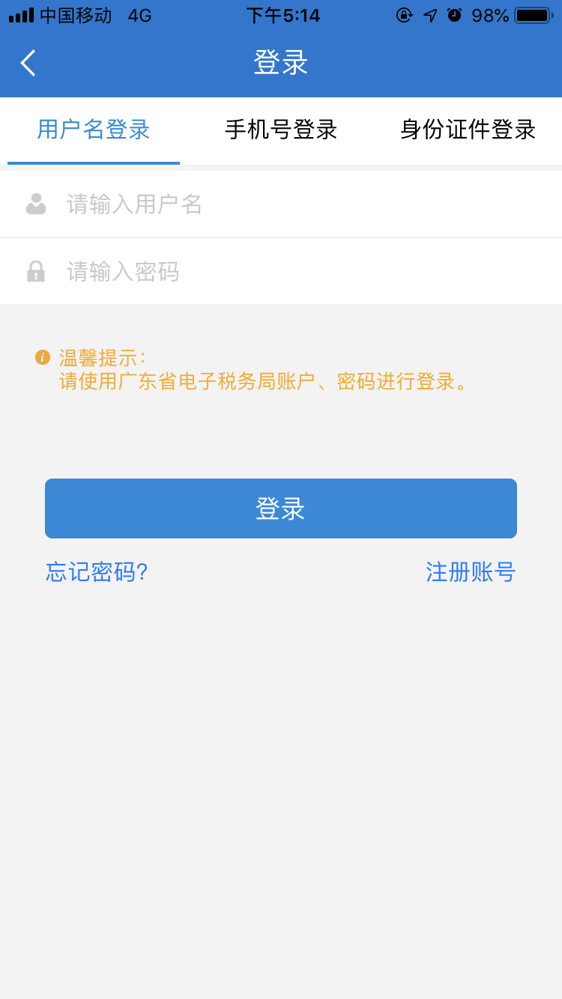 中国移动 4G 下午5:14 98%
登录
用户名登录 手机号登录 身份证件登录
请输入用户名
请输入密码
温馨提示：
请使用广东省电子税务局账户、密码进行登录。
登录
忘记密码? 注册账号